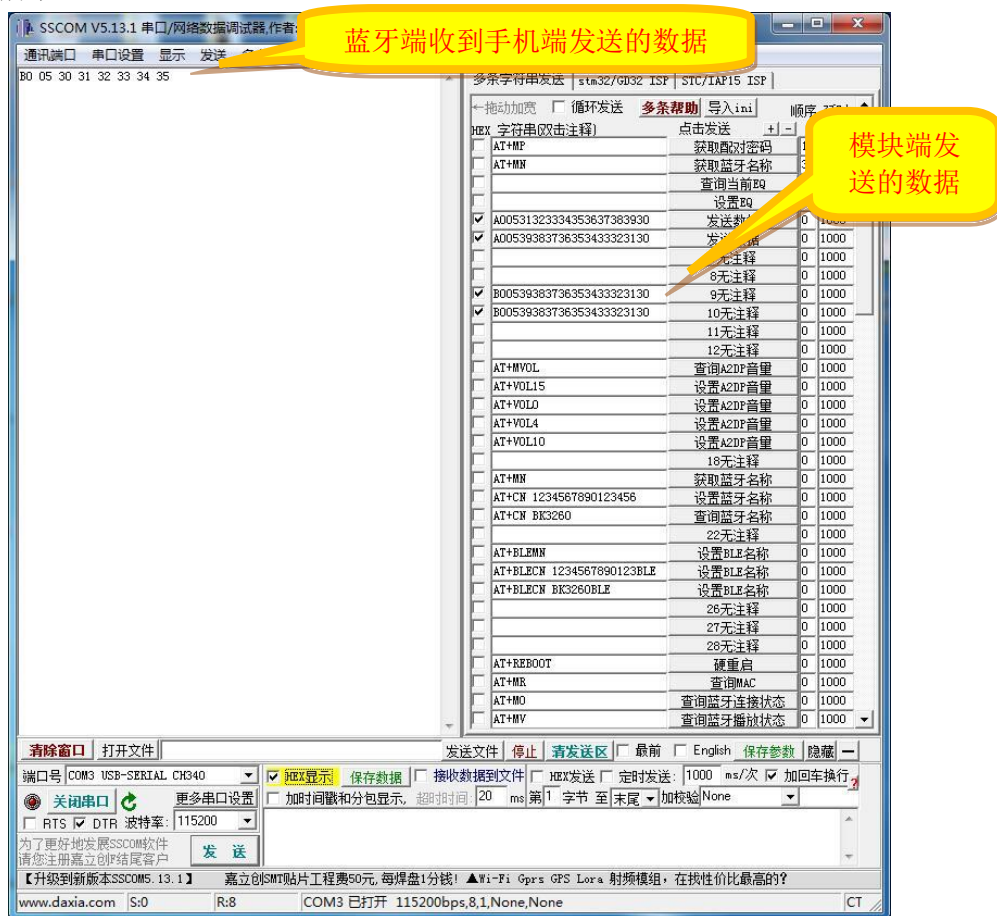 SSCOM V5.13.1 串口/网络数据调试器,作者:
蓝牙端收到手机端发送的数据
通讯端口 串口设置 显示 发送
B0 05 30 31 32 33 34 35
多条字符串发送 stm32/GD32 ISP STC/IAP15 ISP
←拖动加宽 循环发送 多条帮助 导入ini 顺序
HEX 字符串(双击注释) 点击发送 + -
模块端发
送的数据
AT+MP 获取配对密码 1
AT+MN 获取蓝牙名称 3
查询当前EQ
设置EQ
A00531323334353637383930 0 1000
A00539383736353433323130 0 1000
无注释 0 1000
8无注释 0 1000
B00539383736353433323130 9无注释 0 1000
B00539383736353433323130 10无注释 0 1000
11无注释 0 1000
12无注释 0 1000
AT+MVOL 查询A2DP音量 0 1000
AT+VOL15 设置A2DP音量 0 1000
AT+VOL0 设置A2DP音量 0 1000
AT+VOL4 设置A2DP音量 0 1000
AT+VOL10 设置A2DP音量 0 1000
18无注释 0 1000
AT+MN 获取蓝牙名称 0 1000
AT+CN 1234567890123456 设置蓝牙名称 0 1000
AT+CN BK3260 查询蓝牙名称 0 1000
22无注释 0 1000
AT+BLEMN 设置BLE名称 0 1000
AT+BLECN 1234567890123BLE 设置BLE名称 0 1000
AT+BLECN BK3260BLE 设置BLE名称 0 1000
26无注释 0 1000
27无注释 0 1000
28无注释 0 1000
AT+REBOOT 硬重启 0 1000
AT+MR 查询MAC 0 1000
AT+MO 查询蓝牙连接状态 0 1000
AT+MV 查询蓝牙播放状态 0 1000
清除窗口 打开文件 发送文件 停止 清发送区 最前 English 保存参数 隐藏 —
端口号 COM3 USB-SERIAL CH340 HEX显示 保存数据 接收数据到文件 HEX发送 定时发送: 1000 ms/次 加回车换行 ?
关闭串口 更多串口设置 加时间戳和分包显示, 超时时间: 20 ms 第 1 字节 至 末尾 加校验 None
RTS DTR 波特率: 115200
为了更好地发展SSCOM软件
请您注册嘉立创F结尾客户
发 送
【升级到新版本SSCOM5.13.1】 嘉立创SMT贴片工程费50元,每焊盘1分钱! ▲Wi-Fi Gprs GPS Lora 射频模组，在找性价比最高的?
www.daxia.com S:0 R:8 COM3 已打开 115200bps,8,1,None,None CT